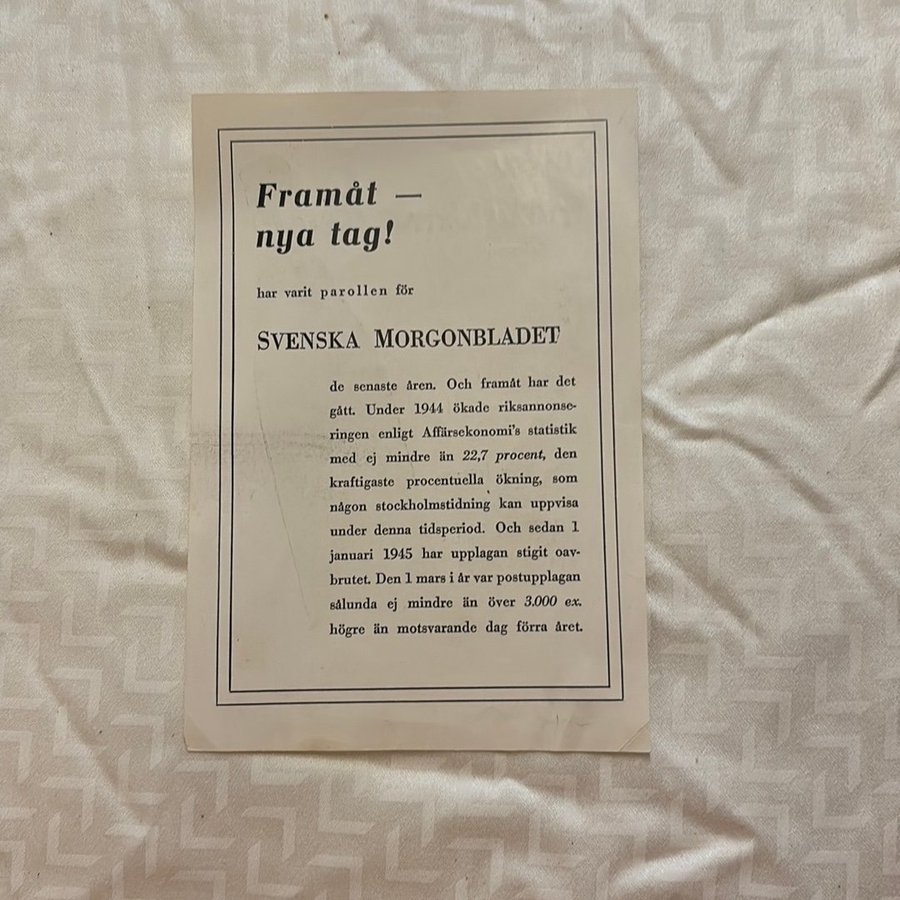 Framåt —
nya tag!
har varit parollen för
SVENSKA MORGONBLADET
de senaste åren. Och framåt har det
gått. Under 1944 ökade riksannonse-
ringen enligt Affärsekonomi's statistik
med ej mindre än 22,7 procent, den
kraftigaste procentuella ökning, som
någon stockholmstidning kan uppvisa
under denna tidsperiod. Och sedan 1
januari 1945 har upplagan stigit oav-
brutet. Den 1 mars i år var postupplagan
sålunda ej mindre än över 3.000 ex.
högre än motsvarande dag förra året.